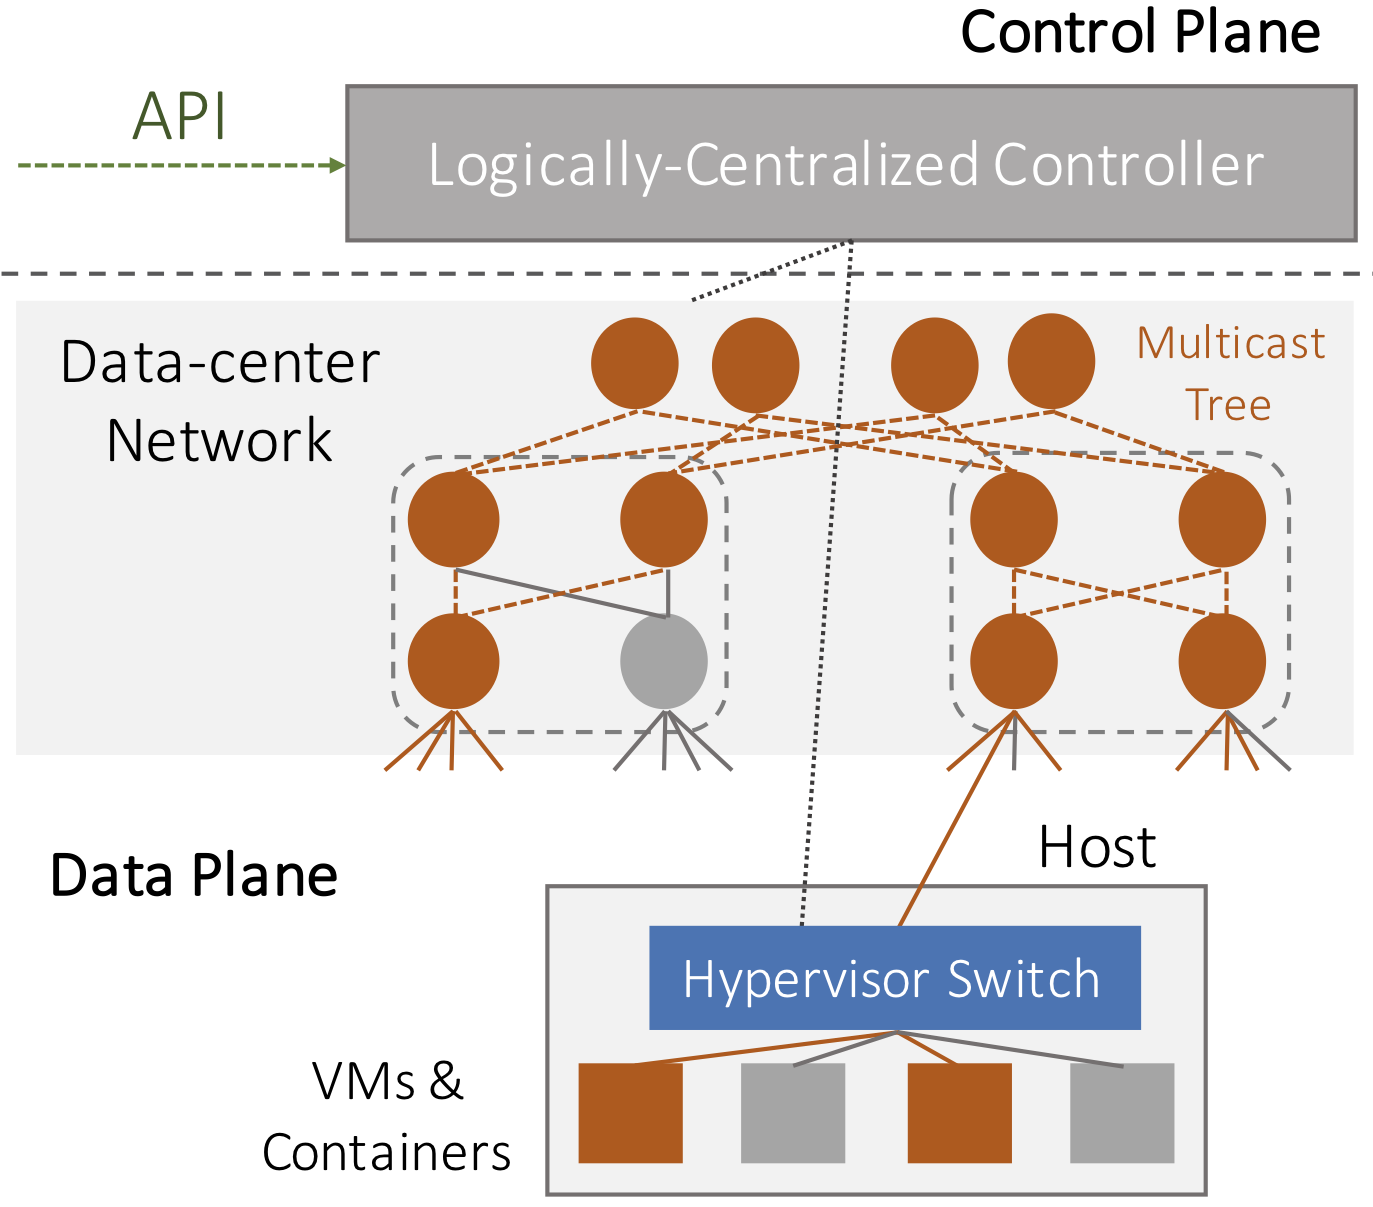 Control Plane
API
Logically-Centralized Controller
Data-center
Network
Multicast
Tree
Data Plane
Host
Hypervisor Switch
VMs &
Containers